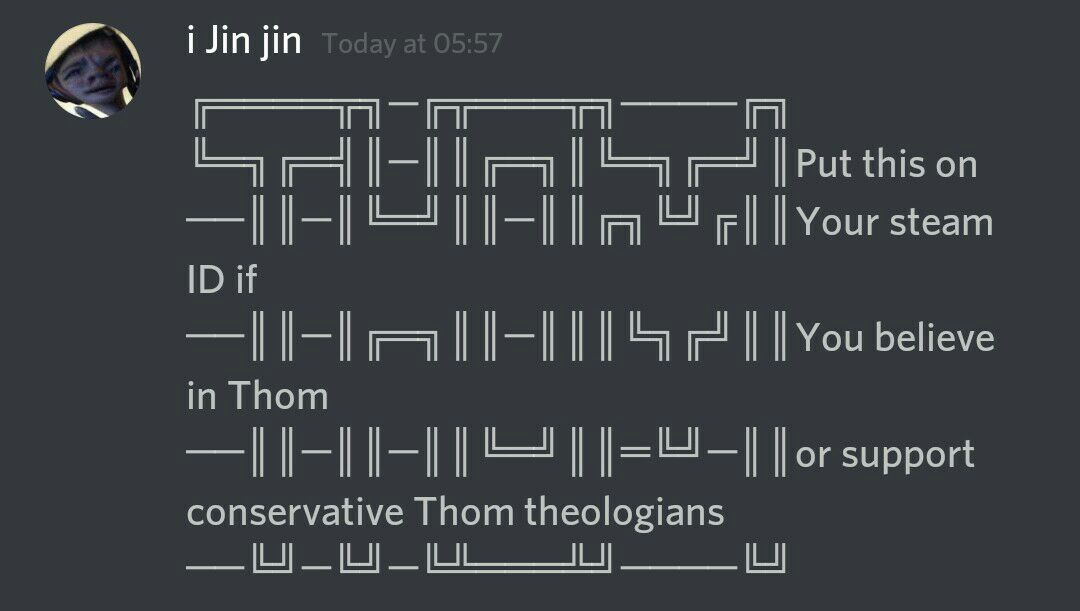 i Jin jin Today at 05:57
╔════╦╗─╔╦═══╦╗────╔╗
╚═╗╔═╣║─║║╔═╗║╚═╗╔═╝║Put this on
──║║─║╚═╝║║─║║╔╗╚╝╔║║Your steam
ID if
──║║─║╔═╗║║─║║║╚╗╔╝║║You believe
in Thom
──║║─║║─║║╚═╝║║═╚╝─║║or support
conservative Thom theologians
──╚╝─╚╝─╚╩═══╩╝────╚╝